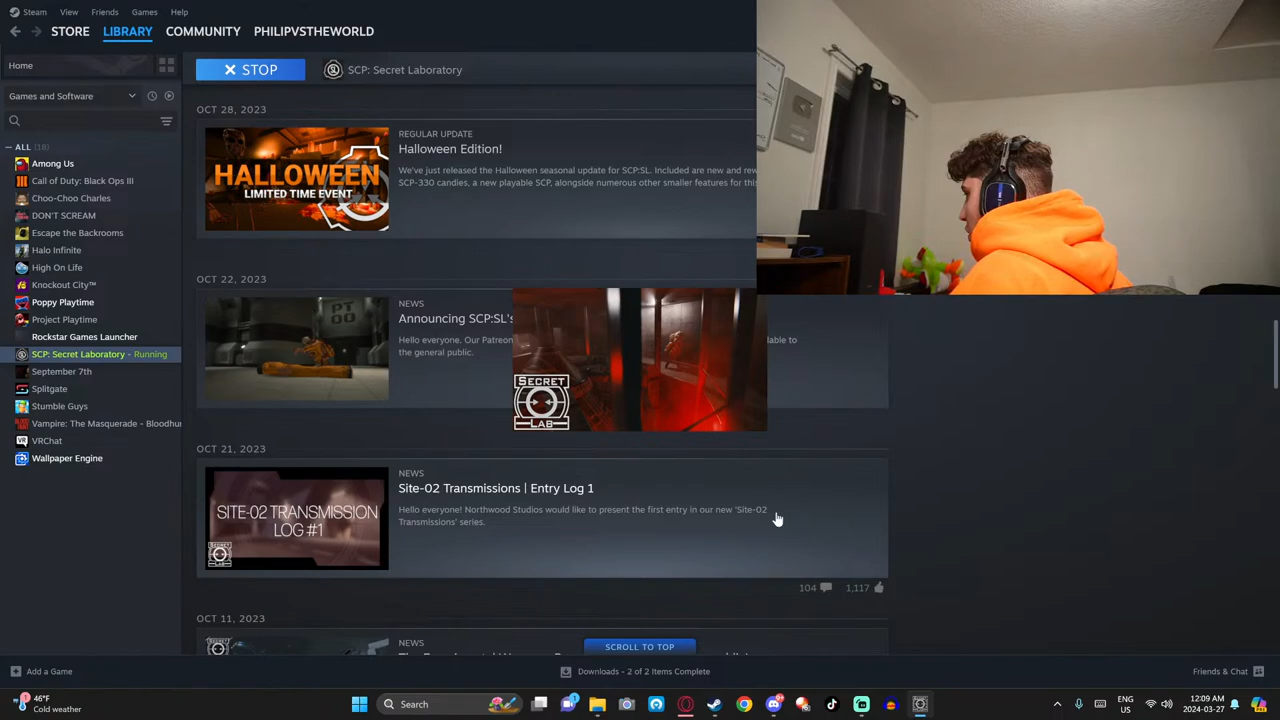 Steam View Friends Games Help
STORE LIBRARY COMMUNITY PHILIPVSTHEWORLD
Home
STOP SCP: Secret Laboratory
Games and Software
OCT 28, 2023
REGULAR UPDATE
Halloween Edition!
We've just released the Halloween seasonal update for SCP:SL. Included are new and rew
SCP-330 candies, a new playable SCP, alongside numerous other smaller features for this
HALLOWEEN
LIMITED TIME EVENT
ALL (10)
Among Us
Call of Duty: Black Ops III
Choo-Choo Charles
DON'T SCREAM
Escape the Backrooms
Halo Infinite
High On Life
Knockout City™
Poppy Playtime
Project Playtime
Rockstar Games Launcher
SCP: Secret Laboratory - Running
September 7th
Splitgate
Stumble Guys
Vampire: The Masquerade - Bloodhu
VRChat
Wallpaper Engine
OCT 22, 2023
NEWS
Announcing SCP:SL's
Hello everyone. Our Patreon
lable to
the general public.
PT
00
SECRET
LAB
OCT 21, 2023
NEWS
Site-02 Transmissions | Entry Log 1
Hello everyone! Northwood Studios would like to present the first entry in our new 'Site-02
Transmissions' series.
SITE-02 TRANSMISSION
LOG #1
104 1,117
OCT 11, 2023
NEWS
SCROLL TO TOP
Add a Game
Downloads - 2 of 2 Items Complete
Friends & Chat
46°F
Cold weather
Search
ENG
US
12:09 AM
2024-03-27